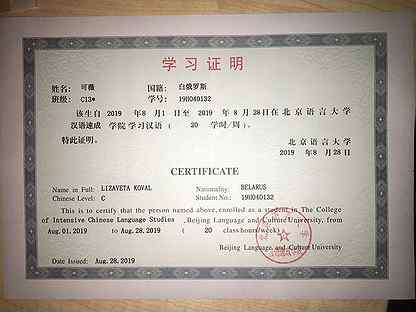 学习证明
姓名: 可薇 国籍: 白俄罗斯
班级: C13* 学号: 19H040132
该生自 2019 年8 月1 日至 2019 年 8 月 28日在北京语言大学
汉语速成 学院学习汉语( 20 学时/周)。
特此证明。
北京语言大学
2019 年8 月28 日
CERTIFICATE
Name in Full: LIZAVETA KOVAL Nationality: BELARUS
Chinese Level: C Student No.: 19H040132
This is to certify that the person named above, enrolled as a student in The College
of Intensive Chinese Language Studies , Beijing Language and Culture University, from
Aug. 01, 2019 to Aug. 28, 2019 ( 20 class hours/week).
Beijing Language and Culture University
Date Issued: Aug. 28, 2019